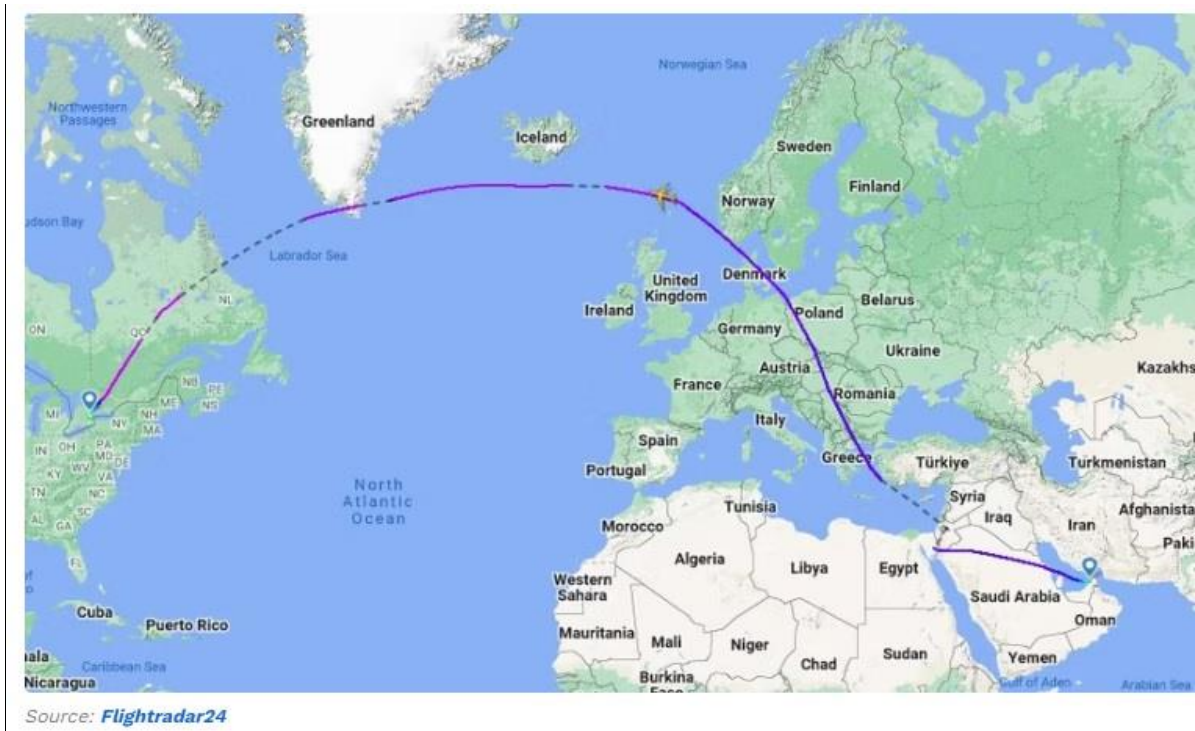 Norwegian Sea
Northwestern
Passages
Greenland
Iceland
Sweden
Finland
Norway
udson Bay
Labrador Sea
United
Kingdom
Denmark
Ireland
Belarus
Poland
NL
ON
QC
Germany
Ukraine
Kazakhs
Austria
France
Romania
NB
PE
MI
ME
NS
NY
NH
MA
Italy
IN
OH
PA
MD
DE
Spain
Greece
Türkiye
Turkmenistan
KY
WV
VA
Portugal
North
Atlantic
Ocean
TN
NC
Syria
Tunisia
Iraq
Iran
Afghanista
SC
Morocco
AL
GA
Paki
Algeria
Libya
Egypt
FL
Western
Sahara
Saudi Arabia
Cuba
Puerto Rico
Oman
Mauritania
Mali
Niger
Sudan
Chad
Yemen
ala
Caribbean Sea
Nicaragua
Burkina
Faso
Gulf of Aden
Arabian Sea
Source: Flightradar24